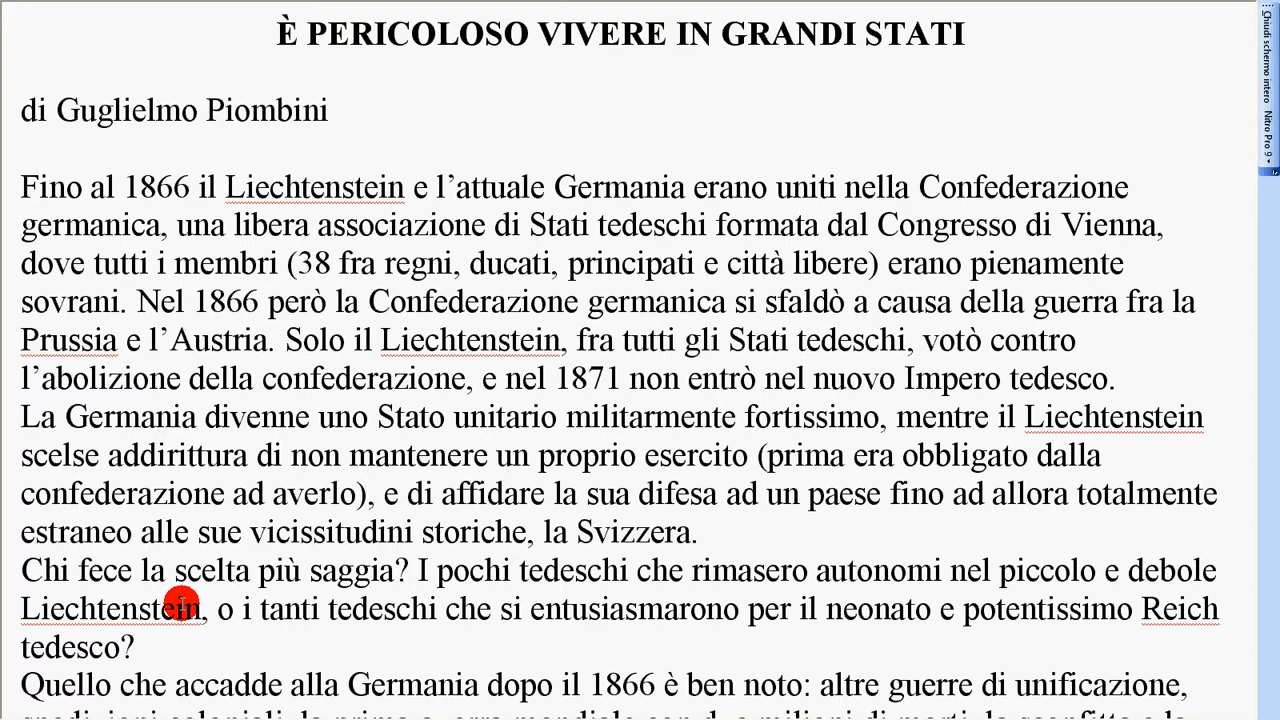 È PERICOLOSO VIVERE IN GRANDI STATI
di Guglielmo Piombini
Fino al 1866 il Liechtenstein e l’attuale Germania erano uniti nella Confederazione
germanica, una libera associazione di Stati tedeschi formata dal Congresso di Vienna,
dove tutti i membri (38 fra regni, ducati, principati e città libere) erano pienamente
sovrani. Nel 1866 però la Confederazione germanica si sfaldò a causa della guerra fra la
Prussia e l’Austria. Solo il Liechtenstein, fra tutti gli Stati tedeschi, votò contro
l’abolizione della confederazione, e nel 1871 non entrò nel nuovo Impero tedesco.
La Germania divenne uno Stato unitario militarmente fortissimo, mentre il Liechtenstein
scelse addirittura di non mantenere un proprio esercito (prima era obbligato dalla
confederazione ad averlo), e di affidare la sua difesa ad un paese fino ad allora totalmente
estraneo alle sue vicissitudini storiche, la Svizzera.
Chi fece la scelta più saggia? I pochi tedeschi che rimasero autonomi nel piccolo e debole
Liechtenstein, o i tanti tedeschi che si entusiasmarono per il neonato e potentissimo Reich
tedesco?
Quello che accadde alla Germania dopo il 1866 è ben noto: altre guerre di unificazione,
Chiudi schermo intero Nitro Pro 9